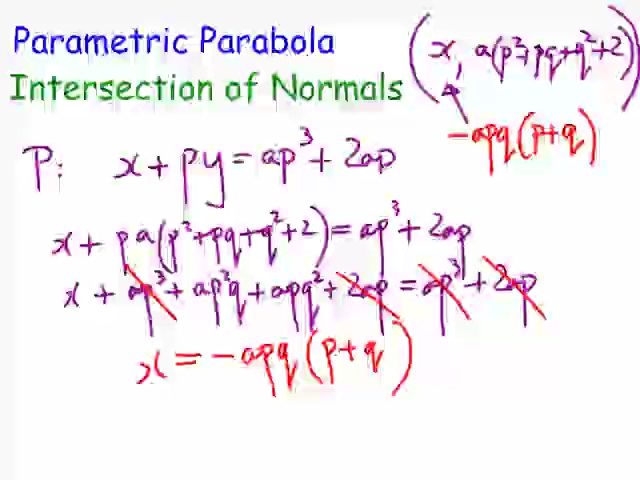 Parametric Parabola
Intersection of Normals
(x, a(p²+pq+q²+2))
-apq(p+q)
P: x+py=ap³+2ap
x+pa(p²+pq+q²+2)=ap³+2ap
x+ap³+ap²q+apq²+2ap=ap³+2ap
x=-apq(p+q)